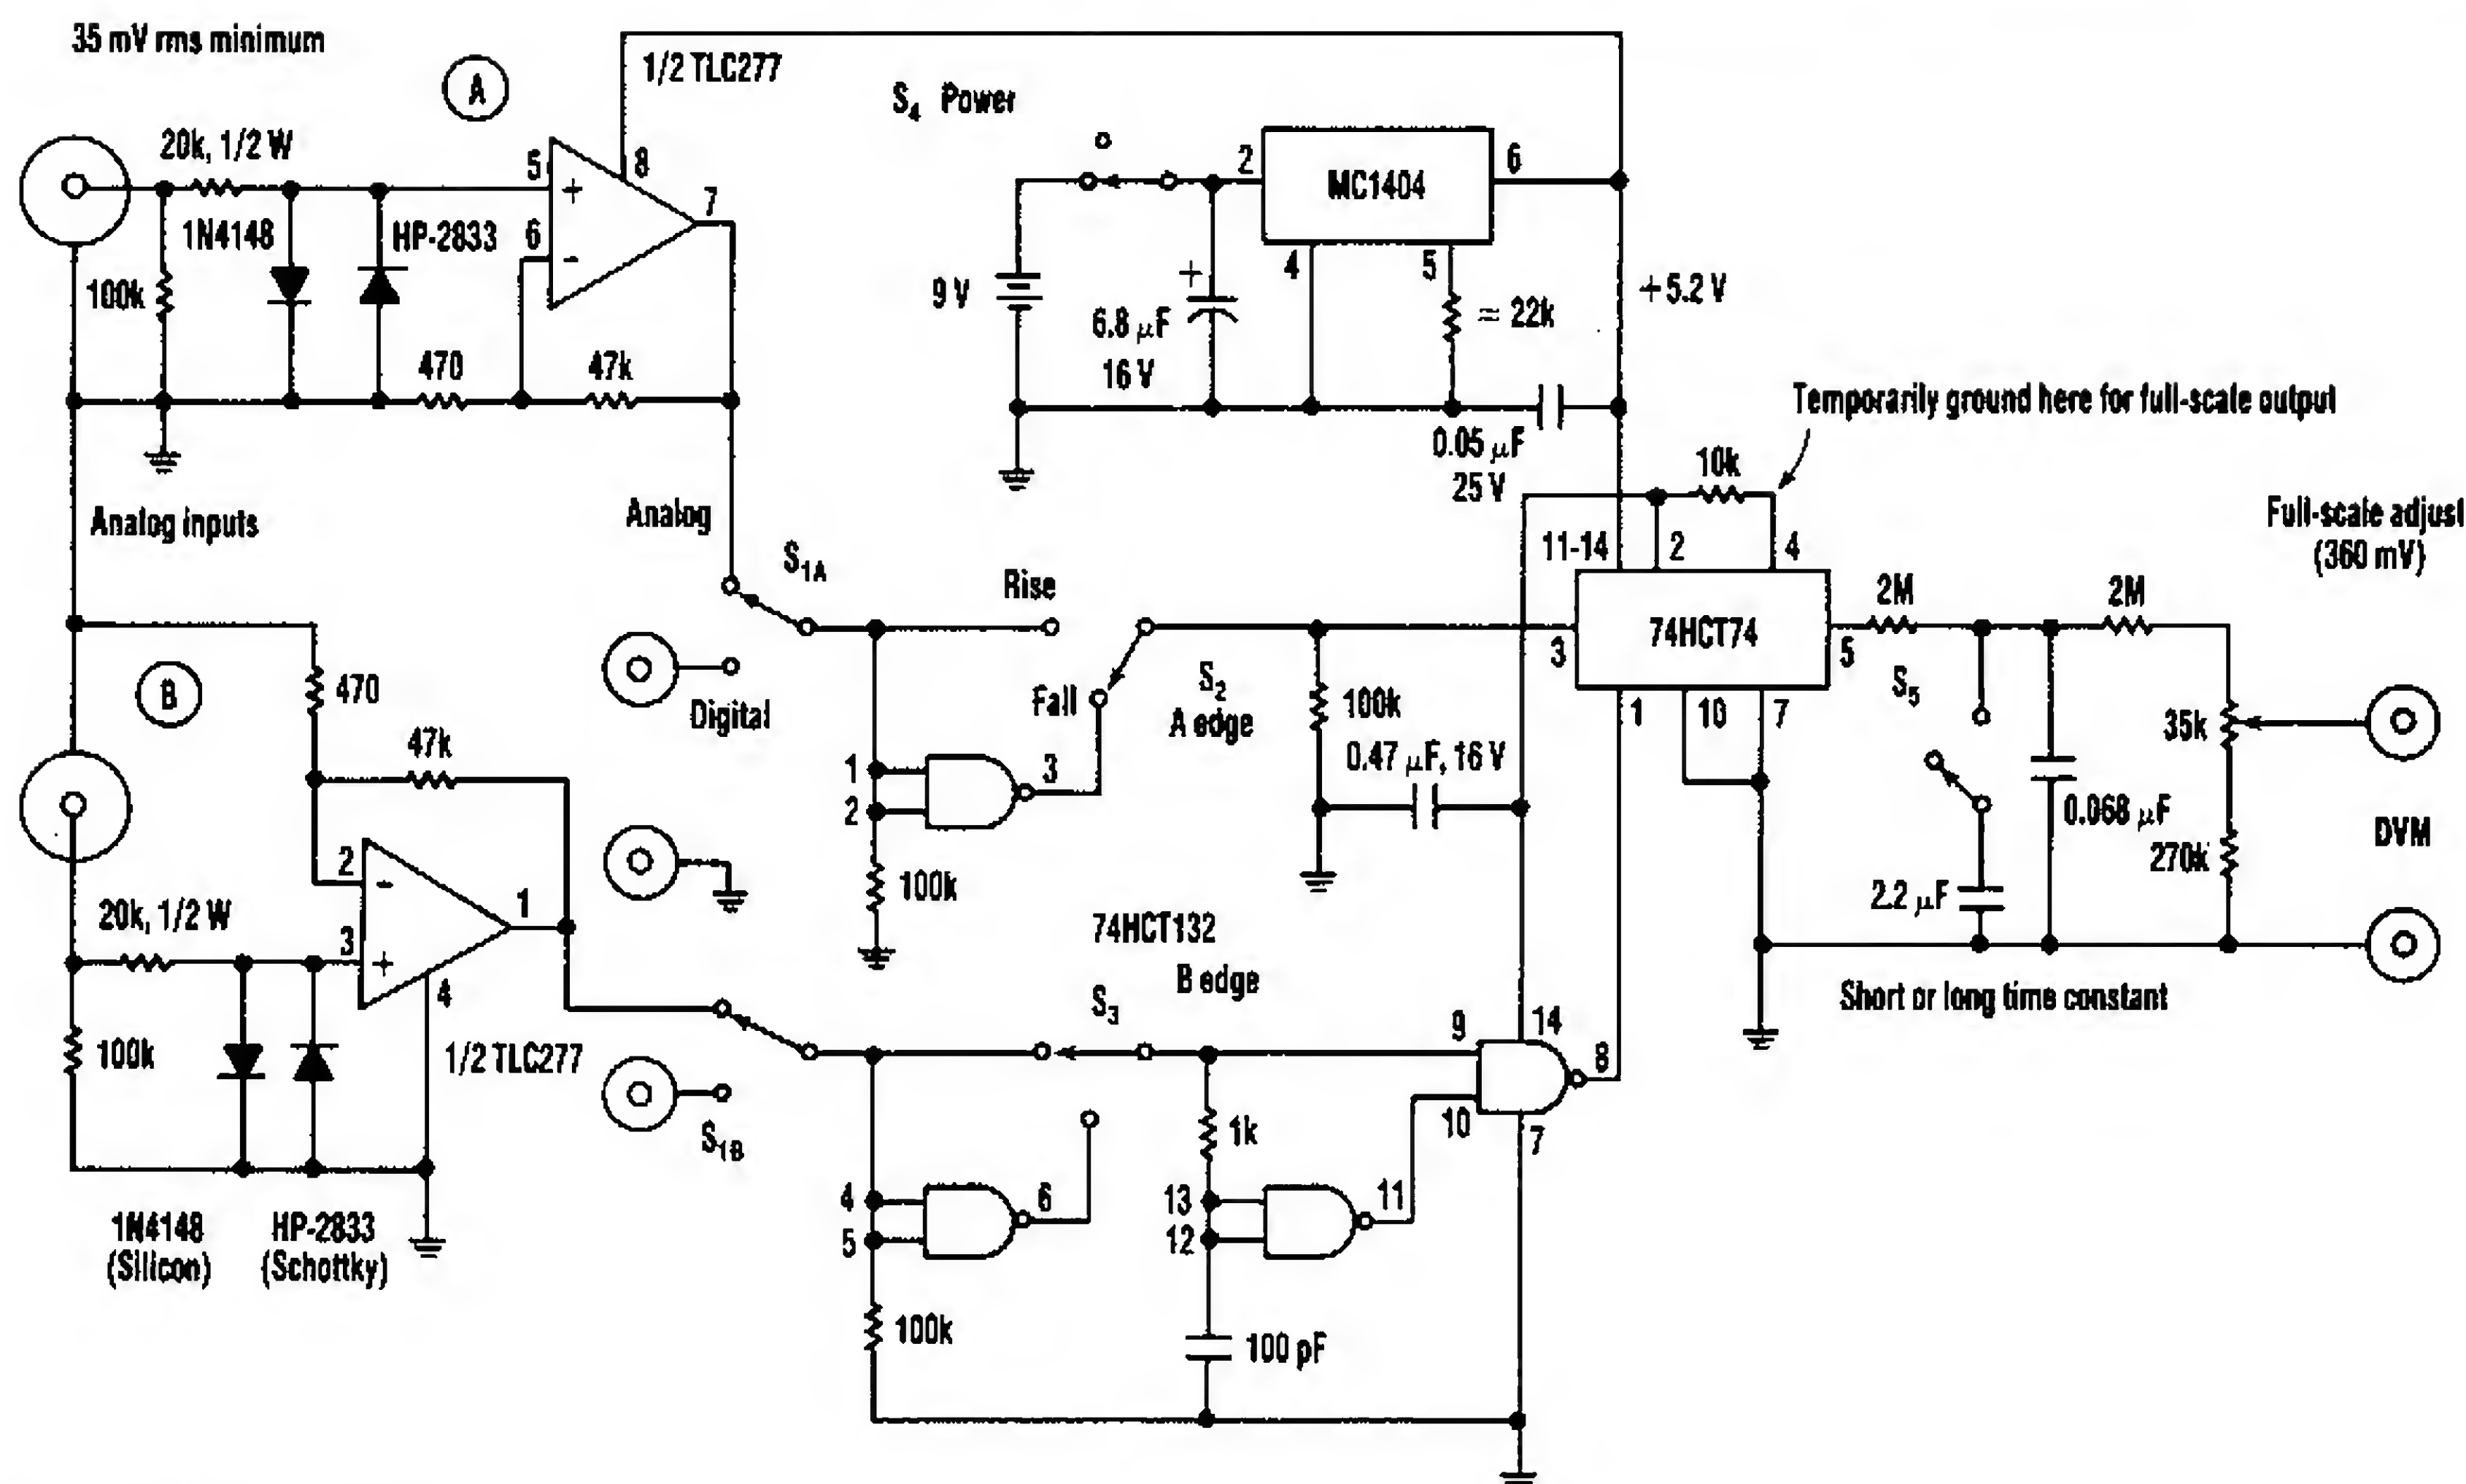 35 mV rms minimum
A
1/2 TLC277
20k, 1/2 W
5
+
8
7
6
-
1N4148
HP-2833
100k
470
47k
S4 Power
2
MC1404
6
4
5
9 V
+
6.8 μF
16 V
≈ 22k
+5.2 V
0.05 μF
25 V
Temporarily ground here for full-scale output
10k
Analog inputs
Analog
S1A
Rise
11-14
2
4
Full-scale adjust
(360 mV)
2M
2M
74HCT74
3
5
1
10
7
S5
35k
B
470
Digital
Fall
S2
A edge
100k
0.47 μF, 16 V
47k
1
2
3
100k
0.068 μF
270k
DVM
2.2 μF
2
-
1
20k, 1/2 W
3
+
4
74HCT132
B edge
S3
Short or long time constant
9
14
8
10
7
100k
1/2 TLC277
S1B
1k
4
5
6
13
12
11
1N4148
(Silicon)
HP-2833
(Schottky)
100k
100 pF